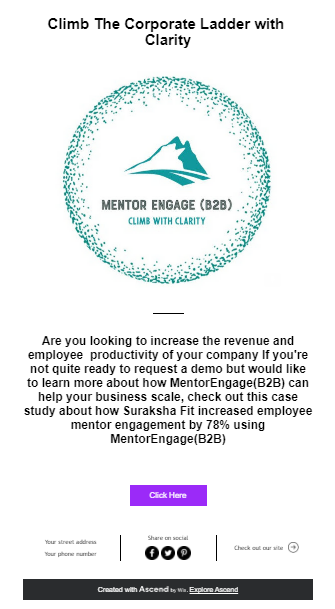 Climb The Corporate Ladder with
Clarity
MENTOR ENGAGE (B2B)
CLIMB WITH CLARITY
Are you looking to increase the revenue and
employee  productivity of your company If you're
not quite ready to request a demo but would like
to learn more about how MentorEngage(B2B) can
help your business scale, check out this case
study about how Suraksha Fit increased employee
mentor engagement by 78% using
MentorEngage(B2B)
Click Here
Your street address
Your phone number
Share on social
Check out our site
Created with Ascend by Wix. Explore Ascend